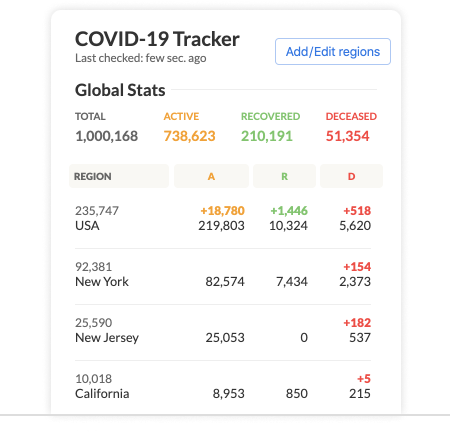 COVID-19 Tracker
Add/Edit regions
Last checked: few sec. ago
Global Stats
TOTAL ACTIVE RECOVERED DECEASED
1,000,168 738,623 210,191 51,354
REGION A R D
235,747 +18,780 +1,446 +518
USA 219,803 10,324 5,620
92,381 +154
New York 82,574 7,434 2,373
25,590 +182
New Jersey 25,053 0 537
10,018 +5
California 8,953 850 215